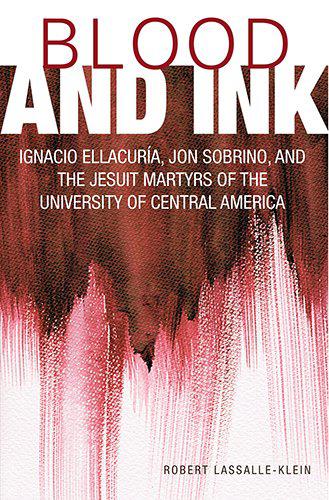 BLOOD
AND INK
IGNACIO ELLACURÍA, JON SOBRINO, AND
THE JESUIT MARTYRS OF THE
UNIVERSITY OF CENTRAL AMERICA
ROBERT LASSALLE-KLEIN